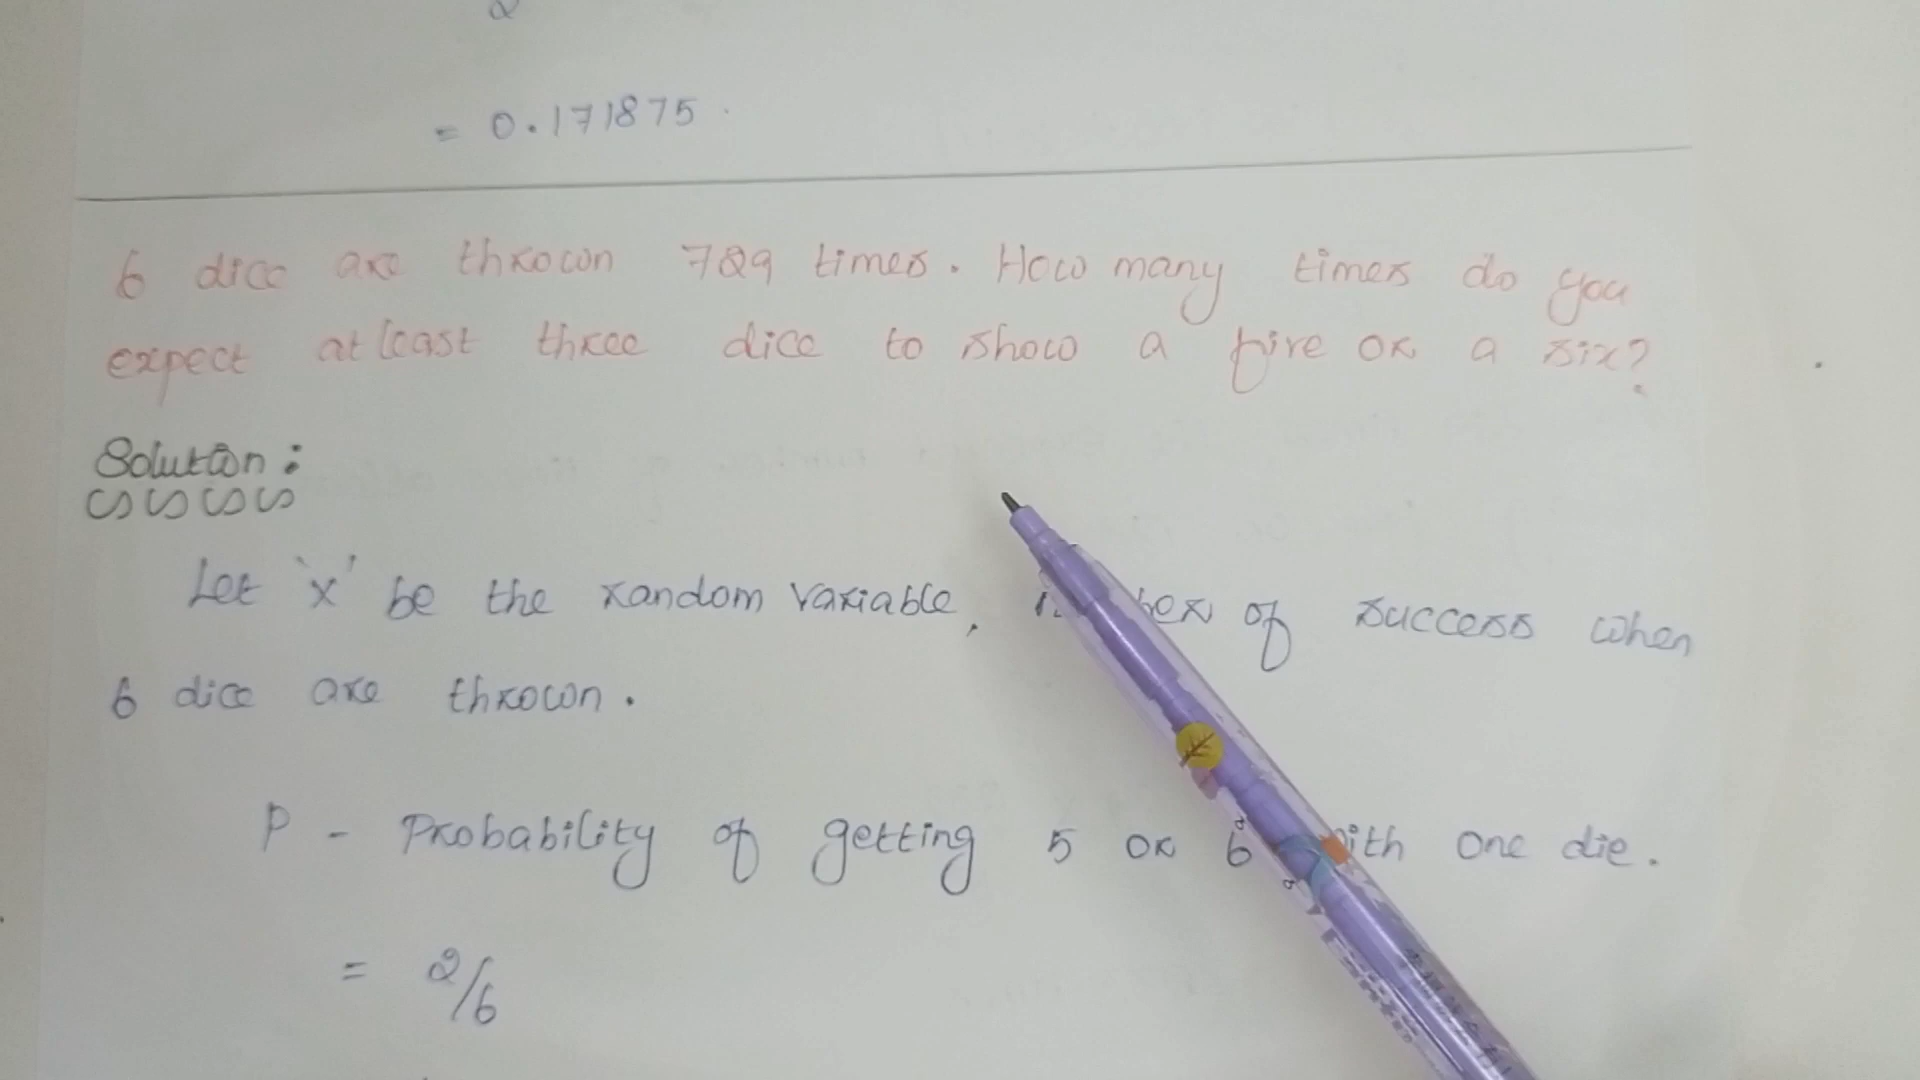 = 0.171875.
6 dice are thrown 729 times. How many times do you
expect atleast three dice to show a five or a six?
Solution:
Let 'x' be the random variable, of success when
6 dice are thrown.
P - Probability of getting 5 or 6 with one die.
= 2/6